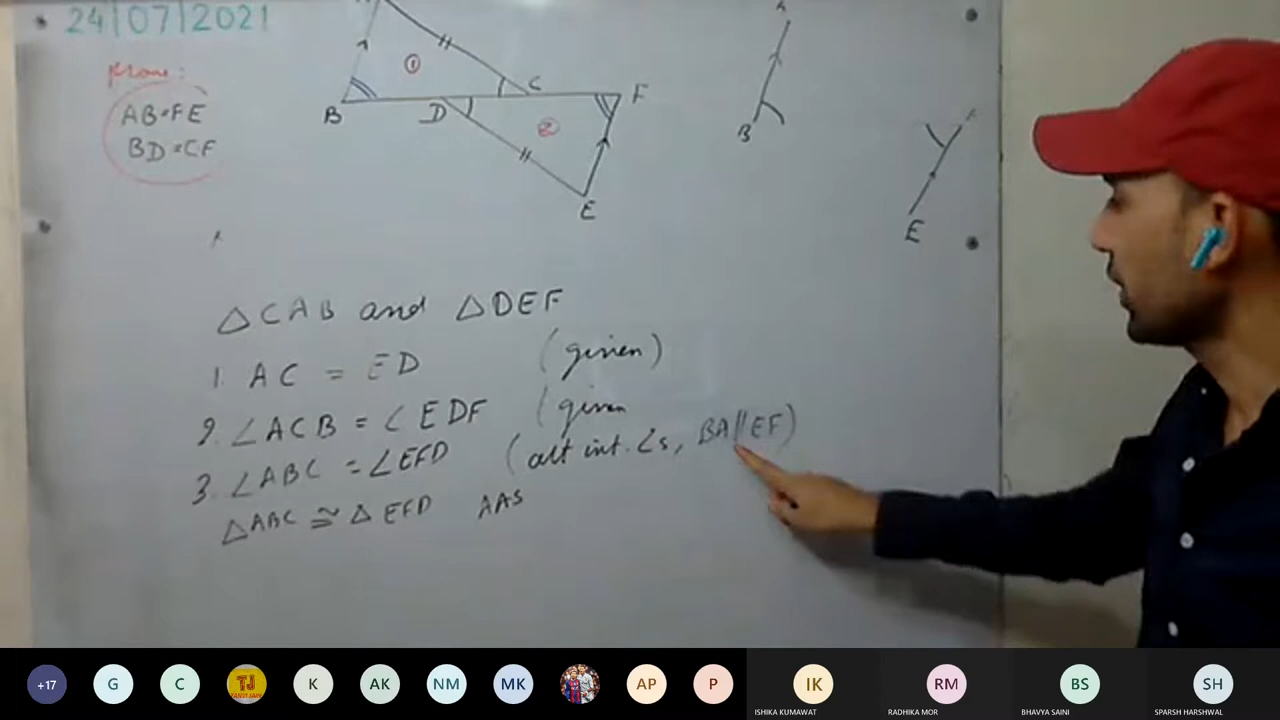 24/07/2021
prove:
AB=FE
BD=CF
①
②
B
D
C
F
E
B
E
△CAB and △DEF
1. AC = ED (given)
2. ∠ACB = ∠EDF (given
3. ∠ABC = ∠EFD (alt int. ∠s, BA||EF)
△ABC ≅ △EFD AAS
+17
G
C
TJ
K
AK
NM
MK
AP
P
IK
RM
BS
SH
ISHIKA KUMAWAT
RADHIKA MOR
BHAVYA SAINI
SPARSH HARSHWAL